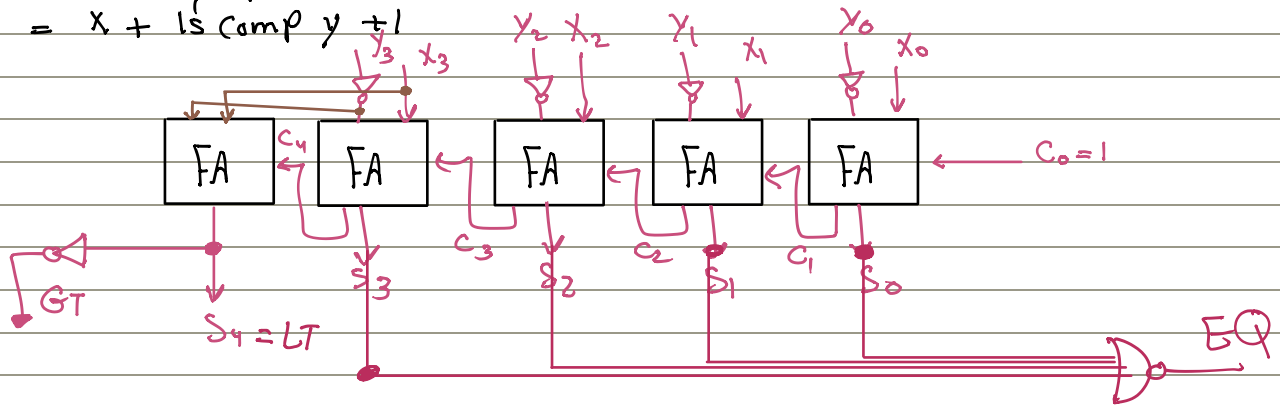 = X + 1s comp y + 1
Y3 X3 Y2 X2 Y1 X1 Y0 X0
FA C4 FA FA FA FA C0 = 1
C3 C2 C1
GT S3 S2 S1 S0
S4 = LT EQ